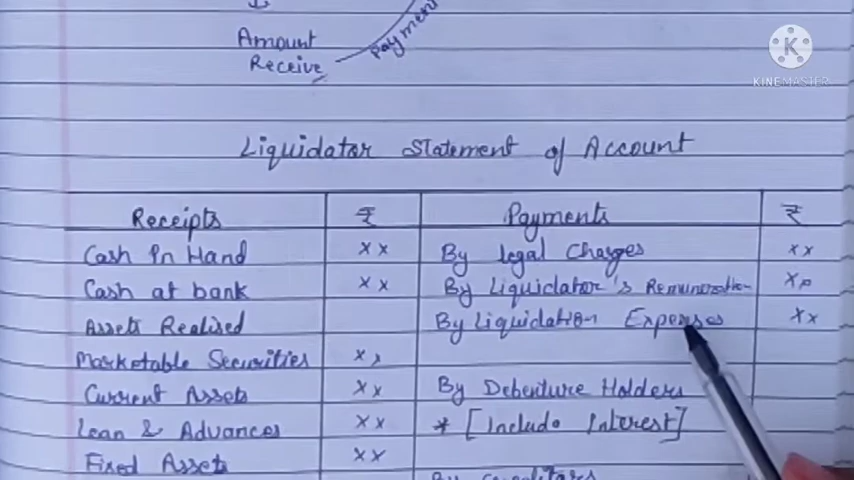 Amount
Receive
Payment
K
KINEMASTER
Liquidator Statement of Account
Receipts ₹ Payments ₹
Cash In Hand xx By legal Charges xx
Cash at bank xx By Liquidator's Remuneration xx
Assets Realised By Liquidation Expenses xx
Marketable Securities x,
Current Assets xx By Debenture Holders
Loan & Advances xx * [Include Interest]
Fixed Assets xx